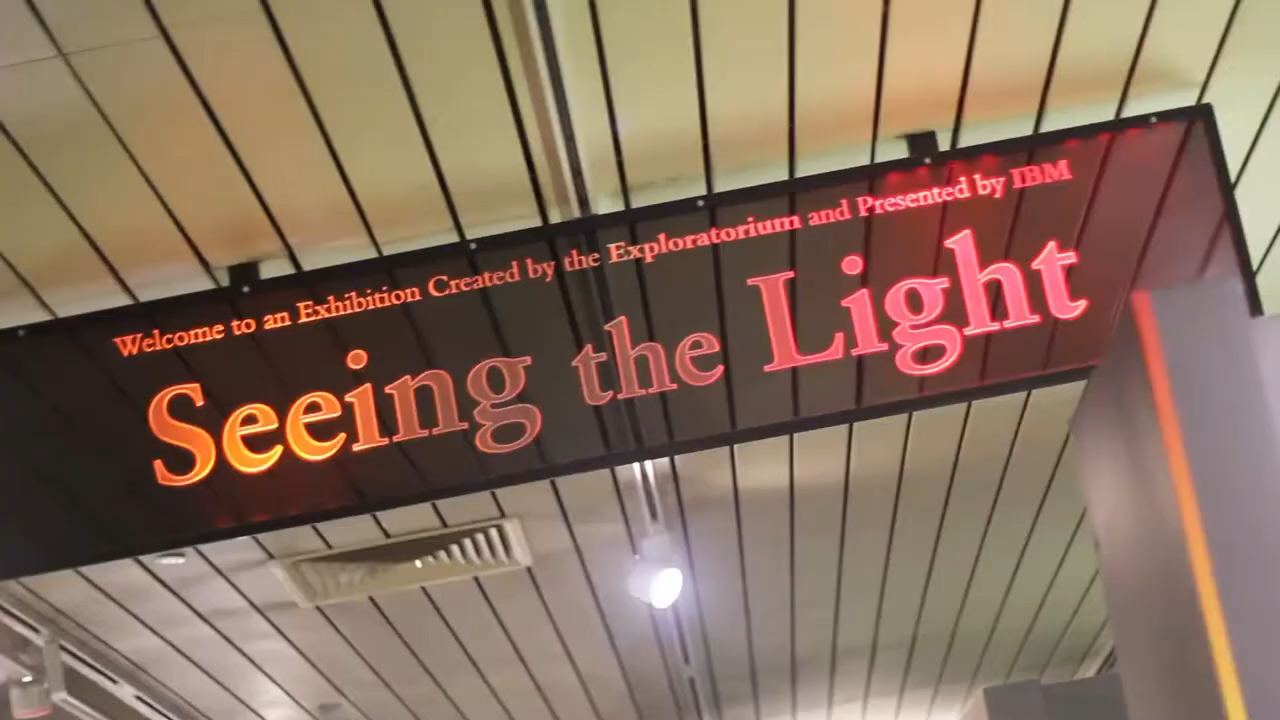 Welcome to an Exhibition Created by the Exploratorium and Presented by IBM
Seeing the Light